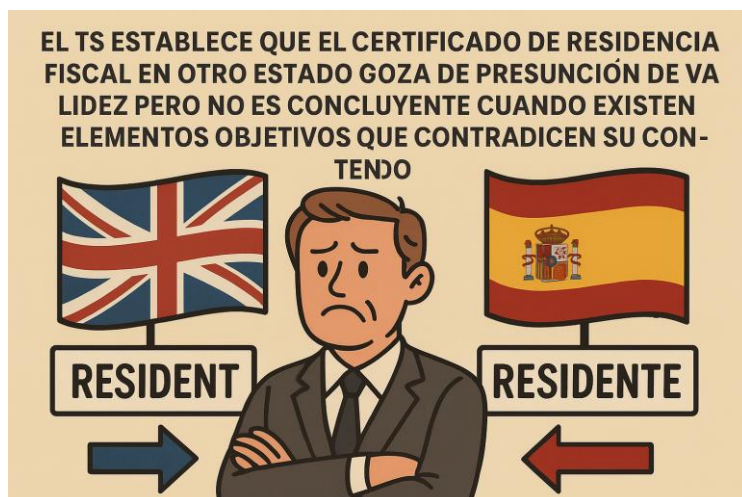 EL TS ESTABLECE QUE EL CERTIFICADO DE RESIDENCIA
FISCAL EN OTRO ESTADO GOZA DE PRESUNCIÓN DE VA
LIDEZ PERO NO ES CONCLUYENTE CUANDO EXISTEN
ELEMENTOS OBJETIVOS QUE CONTRADICEN SU CON-
TENDO
RESIDENT
RESIDENTE